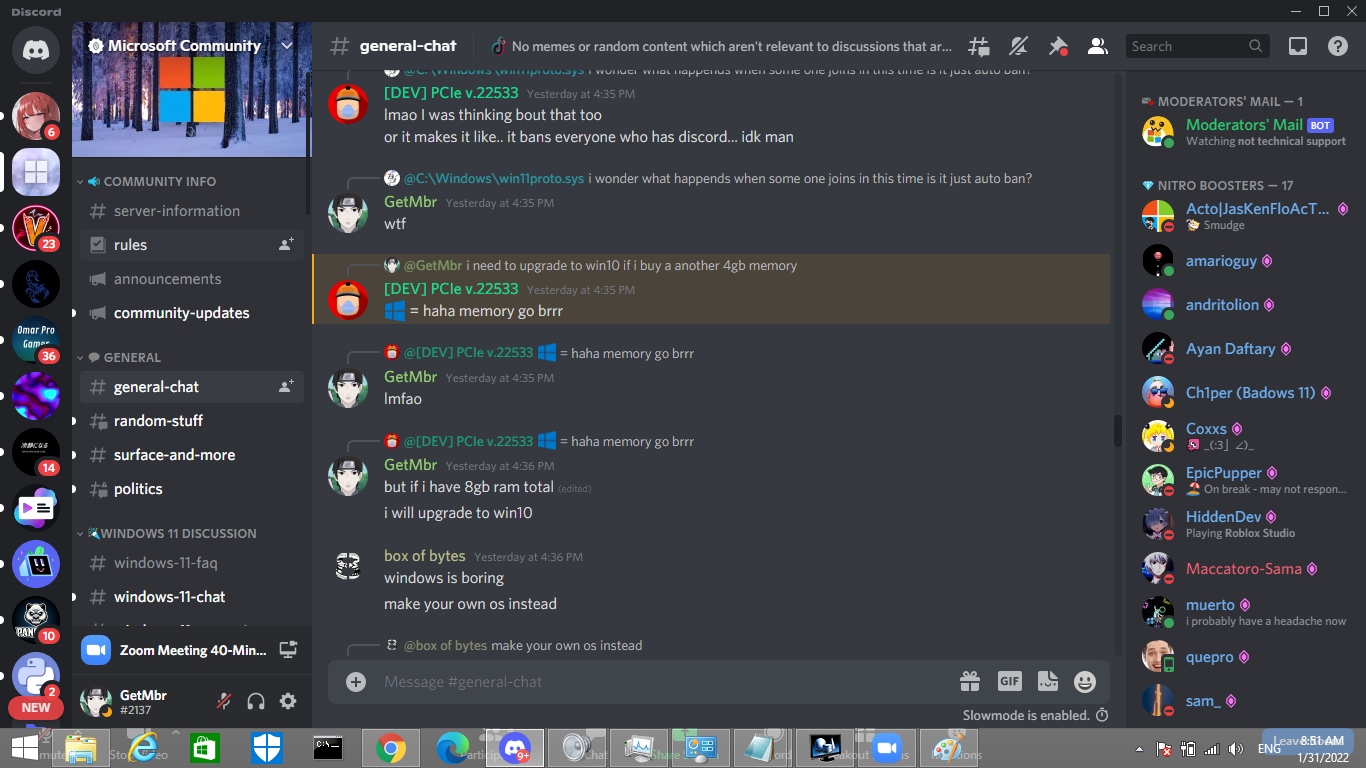 Discord
Microsoft Community
general-chat
No memes or random content which aren't relevant to discussions that ar...
Search
6
23
Omar Pro
Gamer
36
14
10
2
NEW
COMMUNITY INFO
server-information
rules
announcements
community-updates
GENERAL
general-chat
random-stuff
surface-and-more
politics
WINDOWS 11 DISCUSSION
windows-11-faq
windows-11-chat
Zoom Meeting 40-Min...
GetMbr
#2137
@C:\Windows\win11proto.sys i wonder what happends when some one joins in this time is it just auto ban?
[DEV] PCIe v.22533 Yesterday at 4:35 PM
lmao I was thinking bout that too
or it makes it like.. it bans everyone who has discord... idk man
@C:\Windows\win11proto.sys i wonder what happends when some one joins in this time is it just auto ban?
GetMbr Yesterday at 4:35 PM
wtf
@GetMbr i need to upgrade to win10 if i buy a another 4gb memory
[DEV] PCIe v.22533 Yesterday at 4:35 PM
= haha memory go brrr
@[DEV] PCIe v.22533 = haha memory go brrr
GetMbr Yesterday at 4:35 PM
lmfao
@[DEV] PCIe v.22533 = haha memory go brrr
GetMbr Yesterday at 4:36 PM
but if i have 8gb ram total (edited)
i will upgrade to win10
box of bytes Yesterday at 4:36 PM
windows is boring
make your own os instead
@box of bytes make your own os instead
Message #general-chat
GIF
Slowmode is enabled.
MODERATORS' MAIL — 1
Moderators' Mail BOT
Watching not technical support
NITRO BOOSTERS — 17
Acto|JasKenFloAcT...
Smudge
amarioguy
andritolion
Ayan Daftary
Ch1per (Badows 11)
Coxxs
_(:3」∠)_
EpicPupper
On break - may not respon...
HiddenDev
Playing Roblox Studio
Maccatoro-Sama
muerto
i probably have a headache now
quepro
sam_
9+
ENG
8:51 AM
1/31/2022